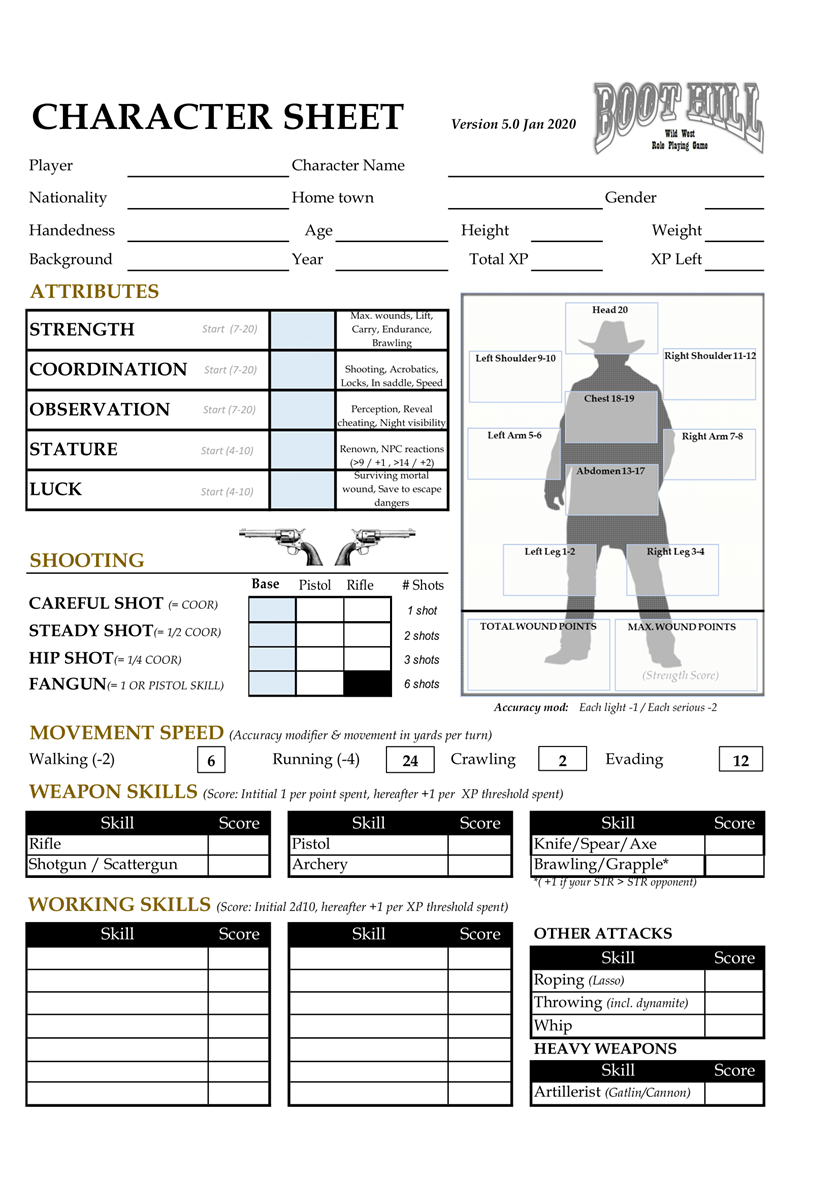 CHARACTER SHEET
Version 5.0 Jan 2020
BOOT HILL
Wild West
Role Playing Game
Player Character Name
Nationality Home town Gender
Handedness Age Height Weight
Background Year Total XP XP Left
ATTRIBUTES
STRENGTH Start (7-20) Max. wounds, Lift,
Carry, Endurance,
Brawling
COORDINATION Start (7-20) Shooting, Acrobatics,
Locks, In saddle, Speed
OBSERVATION Start (7-20) Perception, Reveal
cheating, Night visibility
STATURE Start (4-10) Renown, NPC reactions
(>9 / +1 , >14 / +2)
LUCK Start (4-10) Surviving mortal
wound, Save to escape
dangers
Head 20
Left Shoulder 9-10 Right Shoulder 11-12
Chest 18-19
Left Arm 5-6 Right Arm 7-8
Abdomen 13-17
Left Leg 1-2 Right Leg 3-4
TOTAL WOUND POINTS MAX. WOUND POINTS
(Strength Score)
Accuracy mod: Each light -1 / Each serious -2
SHOOTING
Base Pistol Rifle # Shots
CAREFUL SHOT (= COOR) 1 shot
STEADY SHOT(= 1/2 COOR) 2 shots
HIP SHOT(= 1/4 COOR) 3 shots
FANGUN(= 1 OR PISTOL SKILL) 6 shots
MOVEMENT SPEED (Accuracy modifier & movement in yards per turn)
Walking (-2) 6 Running (-4) 24 Crawling 2 Evading 12
WEAPON SKILLS (Score: Intitial 1 per point spent, hereafter +1 per XP threshold spent)
Skill Score Skill Score Skill Score
Rifle Pistol Knife/Spear/Axe
Shotgun / Scattergun Archery Brawling/Grapple*
*( +1 if your STR > STR opponent)
WORKING SKILLS (Score: Initial 2d10, hereafter +1 per XP threshold spent)
Skill Score Skill Score
OTHER ATTACKS
Skill Score
Roping (Lasso)
Throwing (incl. dynamite)
Whip
HEAVY WEAPONS
Skill Score
Artillerist (Gatlin/Cannon)